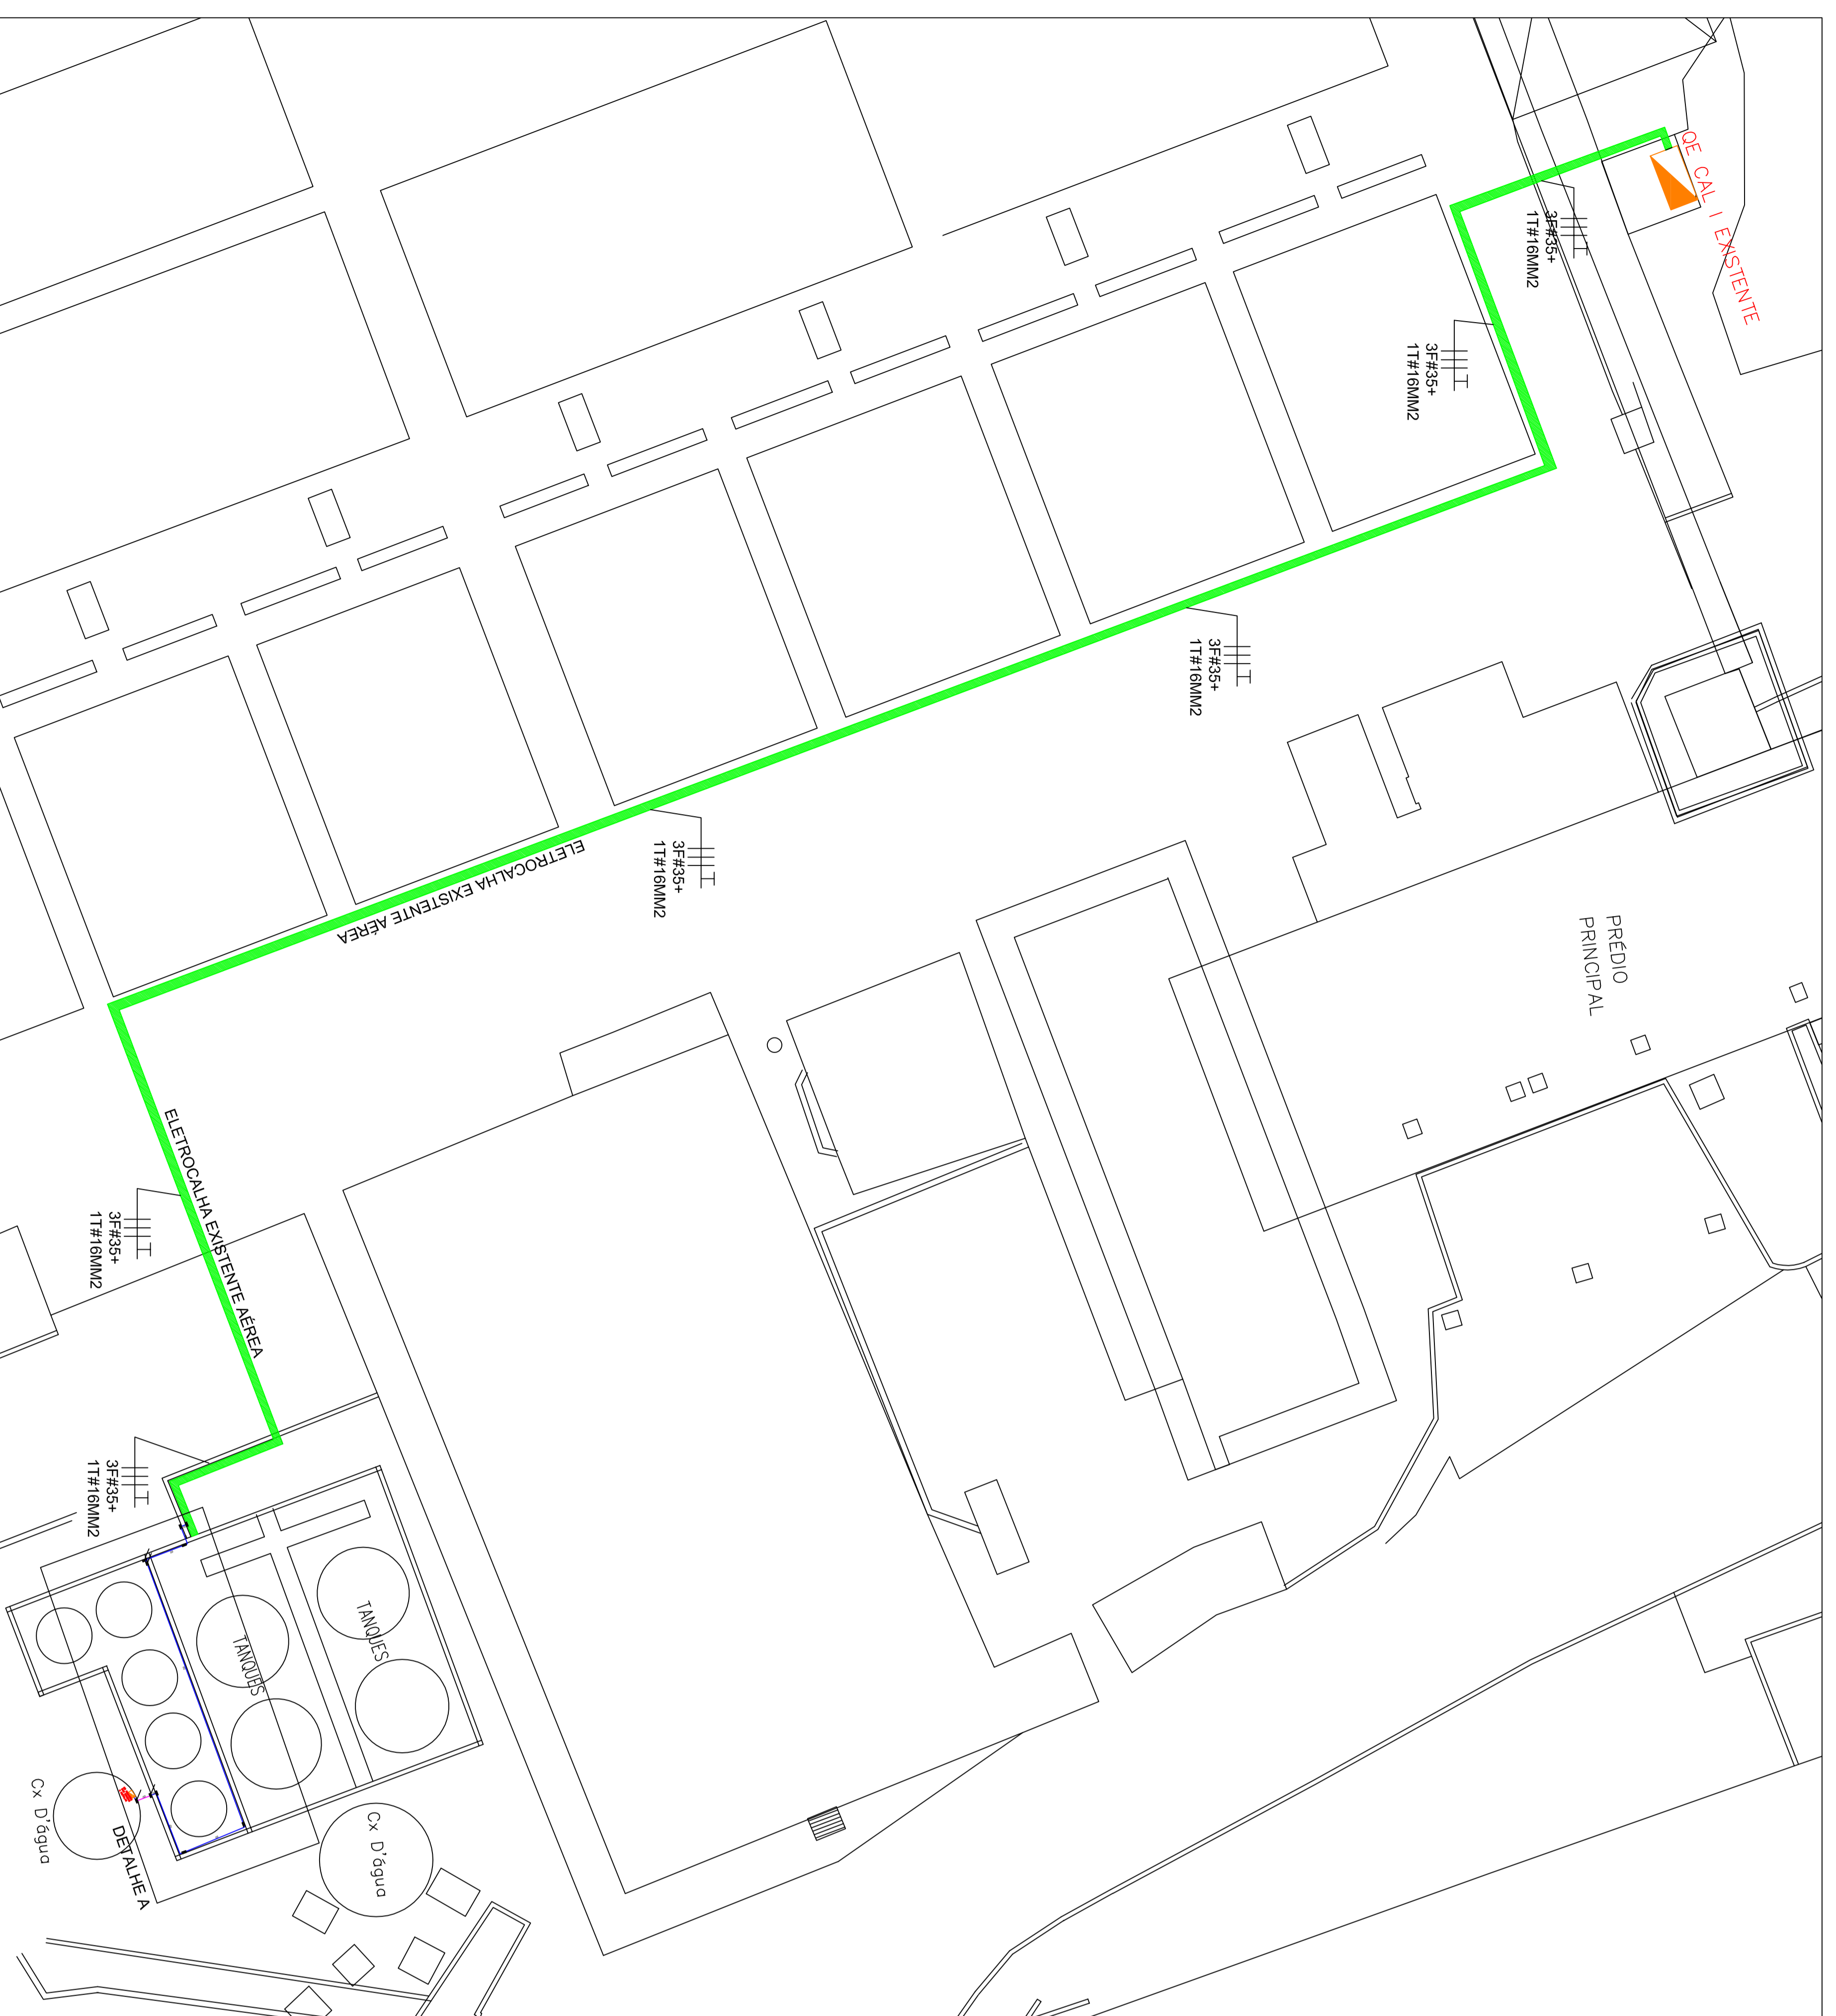 QE CAL I EXISTENTE
3F#35+
1T#16MM2
3F#35+
1T#16MM2
3F#35+
1T#16MM2
3F#35+
1T#16MM2
ELETROCALHA EXISTENTE AÉREA
PRÉDIO
PRINCIPAL
ELETROCALHA EXISTENTE AÉREA
3F#35+
1T#16MM2
3F#35+
1T#16MM2
TANQUES
TANQUES
Cx D'água
Cx D'água
DETALHE A